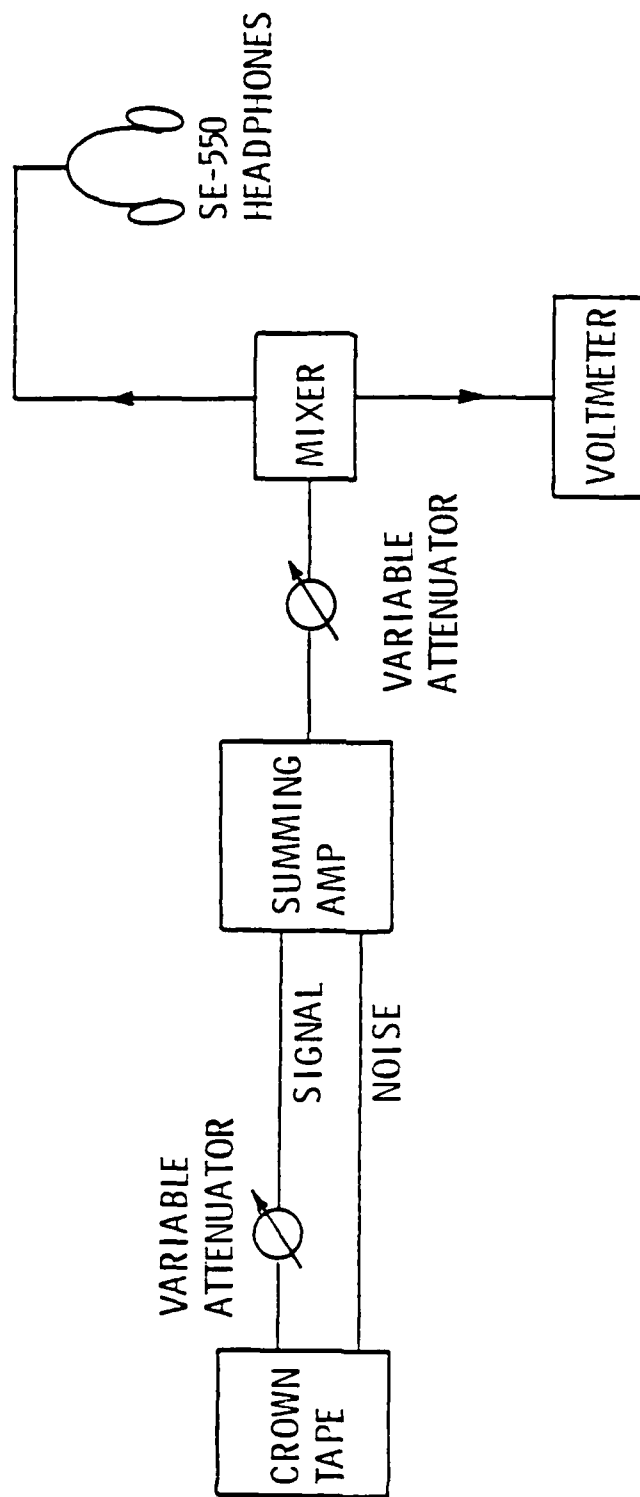 CROWN
TAPE
VARIABLE
ATTENUATOR
SIGNAL
NOISE
SUMMING
AMP
VARIABLE
ATTENUATOR
MIXER
SE-550
HEADPHONES
VOLTMETER